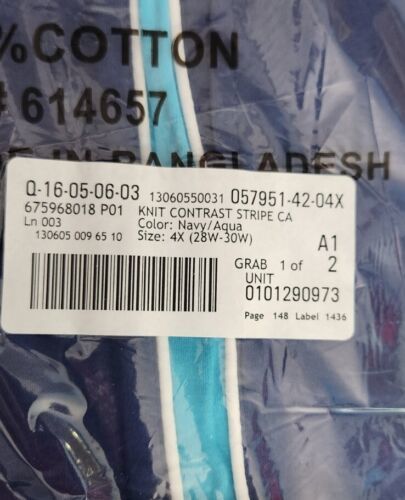 %COTTON
# 614657
IN BANGLADESH
Q-16-05-06-03 13060550031 057951-42-04X
675968018 P01 KNIT CONTRAST STRIPE CA
Ln 003 Color: Navy/Aqua
130605 009 65 10 Size: 4X (28W-30W) A1
GRAB 1 of 2
UNIT
0101290973
Page 148 Label 1436